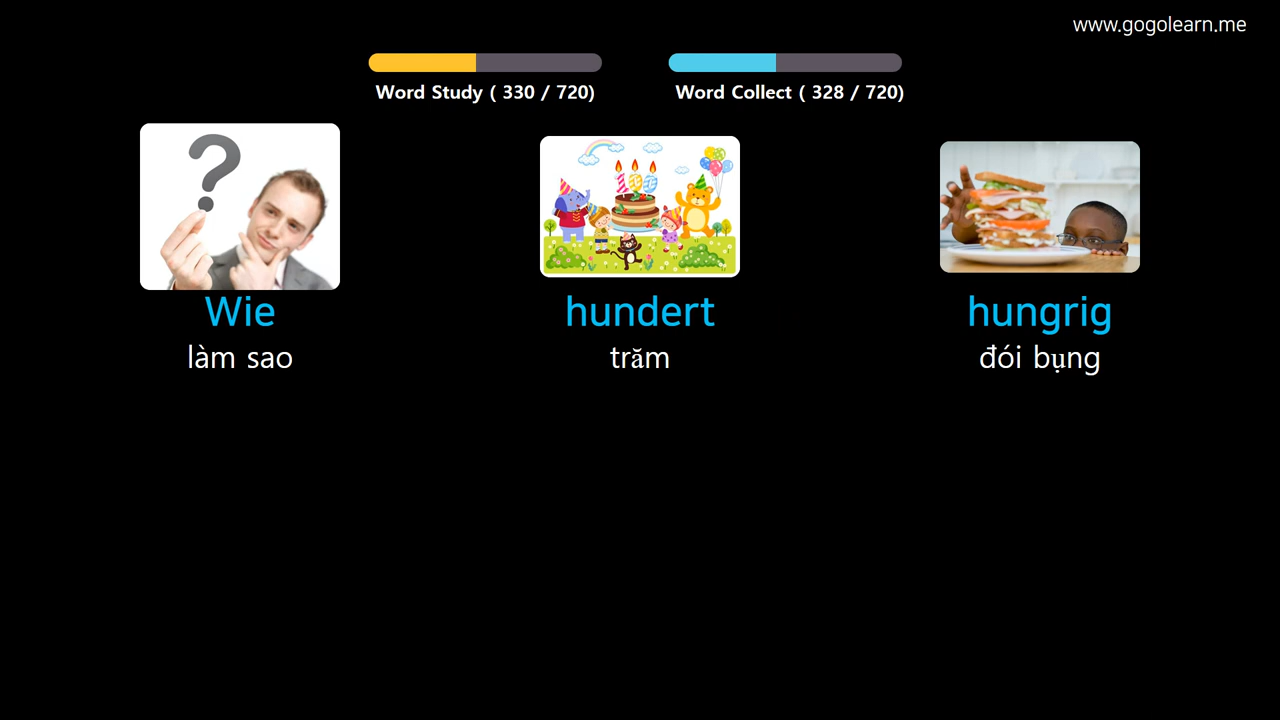 www.gogolearn.me
Word Study ( 330 / 720)
Word Collect ( 328 / 720)
100
Wie
hundert
hungrig
làm sao
trăm
đói bụng